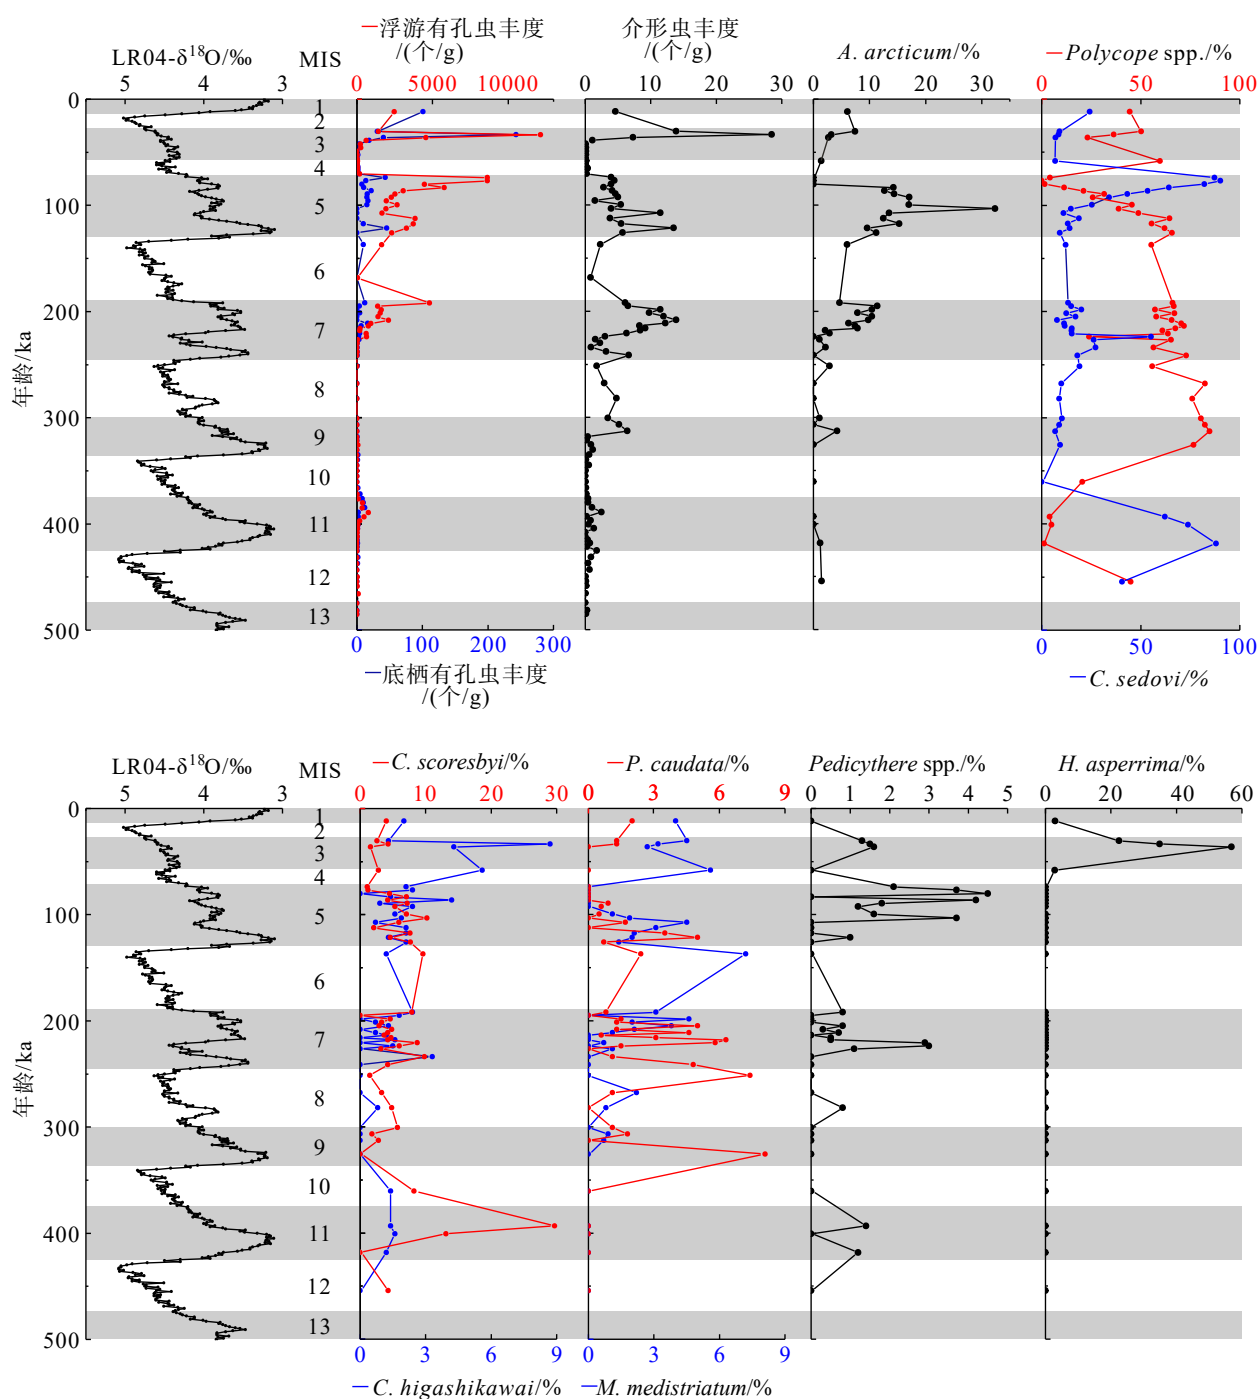 浮游有孔虫丰度
/(个/g)
介形虫丰度
/(个/g)
LR04-δ¹⁸O/‰
MIS
A. arcticum/%
Polycope spp./%
5 4 3
0 5000 10000
0 10 20 30
0 10 20 30
0 50 100
年龄/ka
0
100
200
300
400
500
1
2
3
4
5
6
7
8
9
10
11
12
13
0 100 200 300
底栖有孔虫丰度
/(个/g)
0 50 100
C. sedovi/%
LR04-δ¹⁸O/‰
MIS
C. scoresbyi/%
P. caudata/%
Pedicythere spp./%
H. asperrima/%
5 4 3
0 10 20 30
0 3 6 9
0 1 2 3 4 5
0 20 40 60
年龄/ka
0
100
200
300
400
500
1
2
3
4
5
6
7
8
9
10
11
12
13
0 3 6 9
C. higashikawai/%
0 3 6 9
M. medistriatum/%